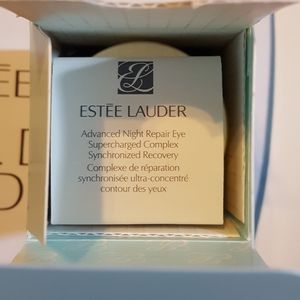 ESTĒE LAUDER
Advanced Night Repair Eye
Supercharged Complex
Synchronized Recovery
Complexe de réparation
synchronisée ultra-concentré
contour des yeux